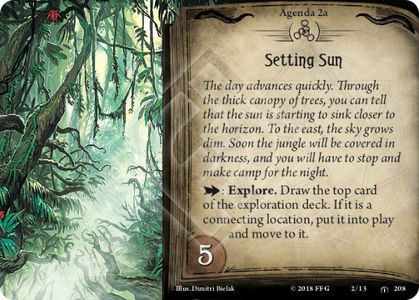 Agenda 2a
Setting Sun
The day advances quickly. Through
the thick canopy of trees, you can tell
that the sun is starting to sink closer to
the horizon. To the east, the sky grows
dim. Soon the jungle will be covered in
darkness, and you will have to stop and
make camp for the night.
: Explore. Draw the top card
of the exploration deck. If it is a
connecting location, put it into play
and move to it.
5
Illus. Dimitri Bielak
© 2018 FFG
2/13
208